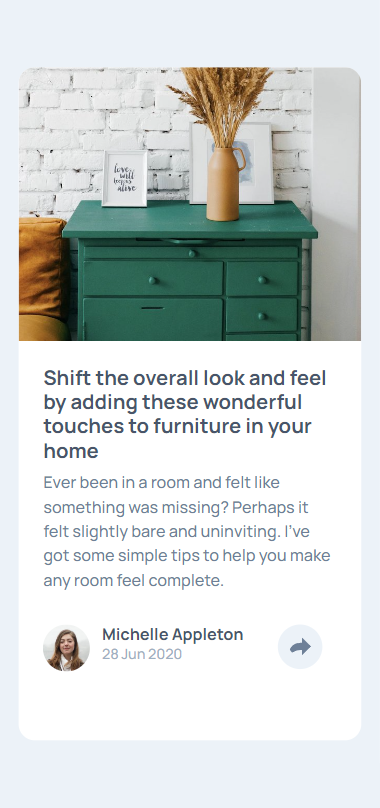 love
will
keep us
alive
Shift the overall look and feel
by adding these wonderful
touches to furniture in your
home
Ever been in a room and felt like
something was missing? Perhaps it
felt slightly bare and uninviting. I’ve
got some simple tips to help you make
any room feel complete.
Michelle Appleton
28 Jun 2020